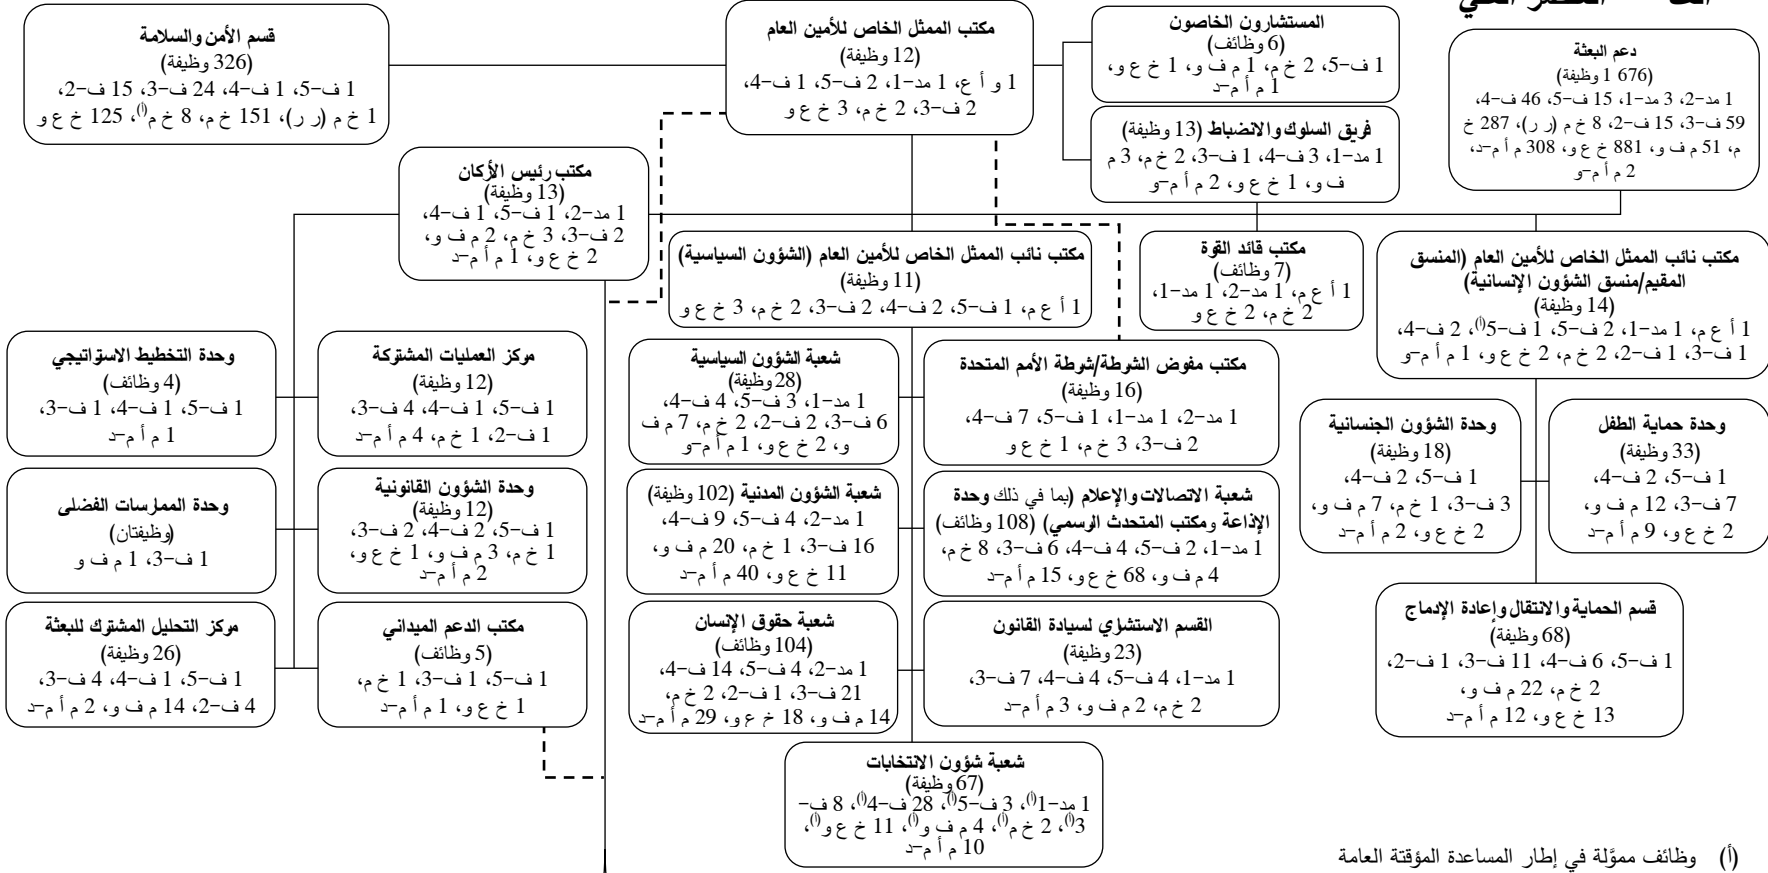 قسم الأمن والسلامة
(326 وظيفة)
1 ف-5، 1 ف-4، 24 ف-3، 15 ف-2،
1 خ م (ر ر)، 151 خ م، 8 خ م(أ)، 125 خ ع و
مكتب الممثل الخاص للأمين العام
(12 وظيفة)
1 و أ ع، 1 مد-1، 2 ف-5، 1 ف-4،
2 ف-3، 2 خ م، 3 خ ع و
المستشارون الخاصون
(6 وظائف)
1 ف-5، 2 خ م، 1 م ف و، 1 خ ع و،
1 م أ م-د
فريق السلوك والانضباط (13 وظيفة)
1 مد-1، 3 ف-4، 1 ف-3، 2 خ م، 3 م
ف و، 1 خ ع و، 2 م أ م-و
دعم البعثة
(676 1 وظيفة)
1 مد-2، 3 مد-1، 15 ف-5، 46 ف-4،
59 ف-3، 15 ف-2، 8 خ م (ر ر)، 287 خ
م، 51 م ف و، 881 خ ع و، 308 م أ م-د،
2 م أ م-و
مكتب رئيس الأركان
(13 وظيفة)
1 مد-2، 1 ف-5، 1 ف-4،
2 ف-3، 3 خ م، 2 م ف و،
2 خ ع و، 1 م أ م-د
مكتب نائب الممثل الخاص للأمين العام (الشؤون السياسية)
(11 وظيفة)
1 أ ع م، 1 ف-5، 2 ف-4، 2 ف-3، 2 خ م، 3 خ ع و
مكتب قائد القوة
(7 وظائف)
1 أ ع م، 1 مد-2، 1 مد-1،
2 خ م، 2 خ ع و
مكتب نائب الممثل الخاص للأمين العام (المنسق
المقيم/منسق الشؤون الإنسانية)
(14 وظيفة)
1 أ ع م، 1 مد-1، 2 ف-5، 1 ف-5(أ)، 2 ف-4،
1 ف-3، 1 ف-2، 2 خ م، 2 خ ع و، 1 م أ م-و
وحدة التخطيط الاستراتيجي
(4 وظائف)
1 ف-5، 1 ف-4، 1 ف-3،
1 م أ م-د
مركز العمليات المشتركة
(12 وظيفة)
1 ف-5، 1 ف-4، 4 ف-3،
1 ف-2، 1 خ م، 4 م أ م-د
شعبة الشؤون السياسية
(28 وظيفة)
1 مد-1، 3 ف-5، 4 ف-4،
6 ف-3، 2 ف-2، 2 خ م، 7 م ف
و، 2 خ ع و، 1 م أ م-و
مكتب مفوض الشرطة/شرطة الأمم المتحدة
(16 وظيفة)
1 مد-2، 1 مد-1، 1 ف-5، 7 ف-4،
2 ف-3، 3 خ م، 1 خ ع و
وحدة الشؤون الجنسانية
(18 وظيفة)
1 ف-5، 2 ف-4،
3 ف-3، 1 خ م، 7 م ف و،
2 خ ع و، 2 م أ م-د
وحدة حماية الطفل
(33 وظيفة)
1 ف-5، 2 ف-4،
7 ف-3، 12 م ف و،
2 خ ع و، 9 م أ م-د
وحدة الممارسات الفضلى
(وظيفتان)
1 ف-3، 1 م ف و
وحدة الشؤون القانونية
(12 وظيفة)
1 ف-5، 2 ف-4، 2 ف-3،
1 خ م، 3 م ف و، 1 خ ع و،
2 م أ م-د
شعبة الشؤون المدنية (102 وظيفة)
1 مد-2، 4 ف-5، 9 ف-4،
16 ف-3، 1 خ م، 20 م ف و،
11 خ ع و، 40 م أ م-د
شعبة الاتصالات والإعلام (بما في ذلك وحدة
الإذاعة ومكتب المتحدث الرسمي) (108 وظائف)
1 مد-1، 2 ف-5، 4 ف-4، 6 ف-3، 8 خ م،
4 م ف و، 68 خ ع و، 15 م أ م-د
مركز التحليل المشترك للبعثة
(26 وظيفة)
1 ف-5، 1 ف-4، 4 ف-3،
4 ف-2، 14 م ف و، 2 م أ م-د
مكتب الدعم الميداني
(5 وظائف)
1 ف-5، 1 ف-3، 1 خ م،
1 خ ع و، 1 م أ م-د
شعبة حقوق الإنسان
(104 وظائف)
1 مد-2، 4 ف-5، 14 ف-4،
21 ف-3، 1 ف-2، 2 خ م،
14 م ف و، 18 خ ع و، 29 م أ م-د
القسم الاستشاري لسيادة القانون
(23 وظيفة)
1 مد-1، 4 ف-5، 4 ف-4، 7 ف-3،
2 خ م، 2 م ف و، 3 م أ م-د
قسم الحماية والانتقال وإعادة الإدماج
(68 وظيفة)
1 ف-5، 6 ف-4، 11 ف-3، 1 ف-2،
2 خ م، 22 م ف و،
13 خ ع و، 12 م أ م-د
شعبة شؤون الانتخابات
(67 وظيفة)
1 مد-1(أ)، 3 ف-5(أ)، 28 ف-4(أ)، 8 ف-
3(أ)، 2 خ م(أ)، 4 م ف و(أ)، 11 خ ع و(أ)،
10 م أ م-د
(أ) وظائف مموَّلة في إطار المساعدة المؤقتة العامة